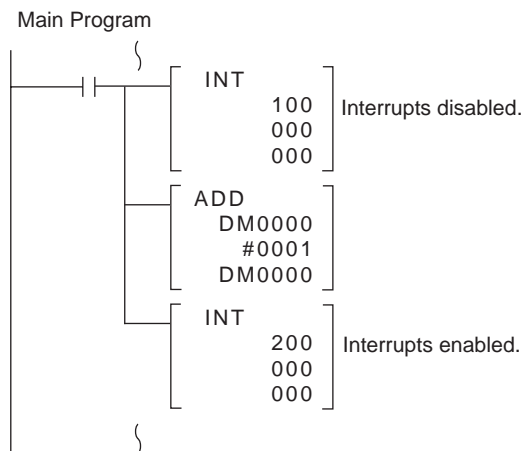 Main Program
INT
100
000
000
Interrupts disabled.
ADD
DM0000
#0001
DM0000
INT
200
000
000
Interrupts enabled.